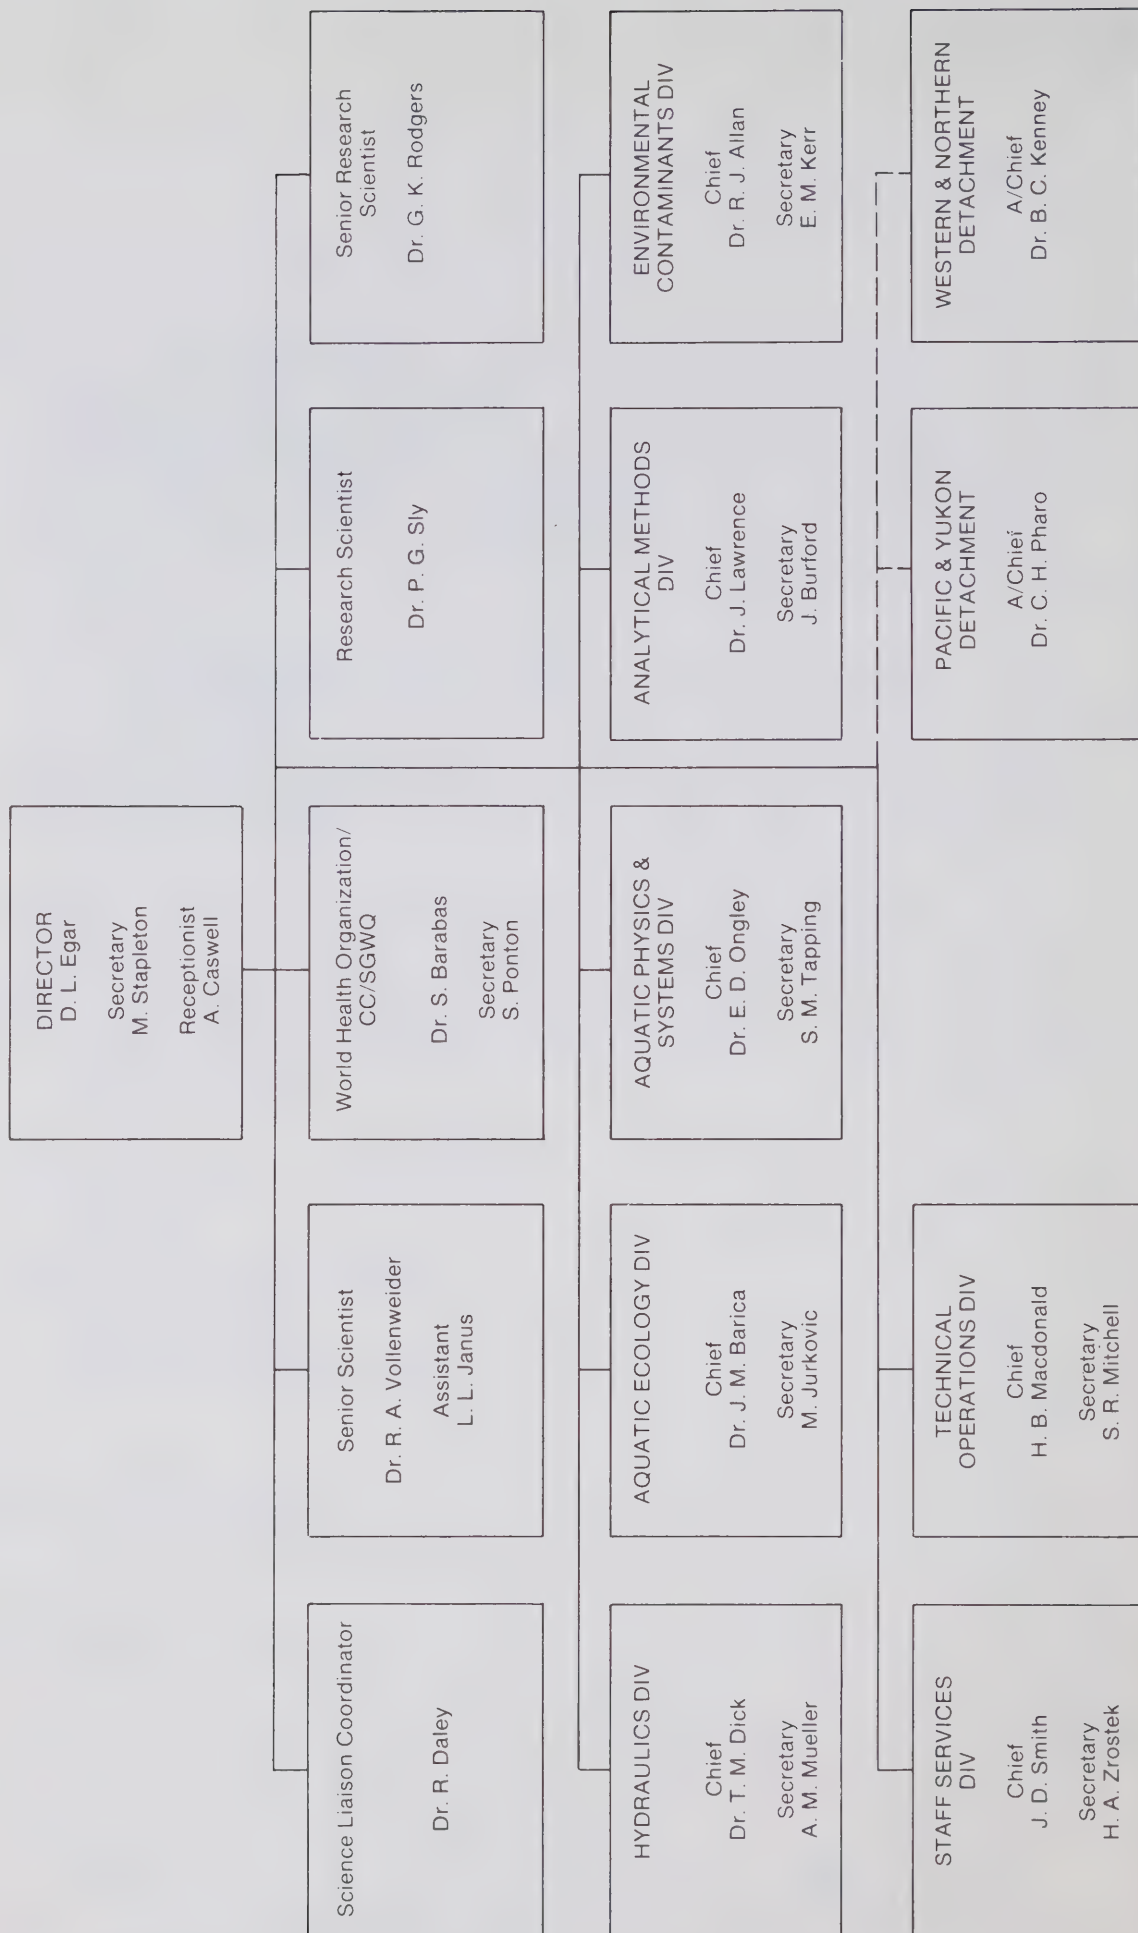 DIRECTOR
D. L. Egar
Secretary
M. Stapleton
Receptionist
A. Caswell
Science Liaison Coordinator
Dr. R. Daley
Senior Scientist
Dr. R. A. Vollenweider
Assistant
L. L. Janus
World Health Organization/
CC/SGWQ
Dr. S. Barabas
Secretary
S. Ponton
Research Scientist
Dr. P. G. Sly
Senior Research
Scientist
Dr. G. K. Rodgers
HYDRAULICS DIV
Chief
Dr. T. M. Dick
Secretary
A. M. Mueller
AQUATIC ECOLOGY DIV
Chief
Dr. J. M. Barica
Secretary
M. Jurkovic
AQUATIC PHYSICS &
SYSTEMS DIV
Chief
Dr. E. D. Ongley
Secretary
S. M. Tapping
ANALYTICAL METHODS
DIV
Chief
Dr. J. Lawrence
Secretary
J. Burford
ENVIRONMENTAL
CONTAMINANTS DIV
Chief
Dr. R. J. Allan
Secretary
E. M. Kerr
STAFF SERVICES
DIV
Chief
J. D. Smith
Secretary
H. A. Zrostek
TECHNICAL
OPERATIONS DIV
Chief
H. B. Macdonald
Secretary
S. R. Mitchell
PACIFIC & YUKON
DETACHMENT
A/Chief
Dr. C. H. Pharo
WESTERN & NORTHERN
DETACHMENT
A/Chief
Dr. B. C. Kenney